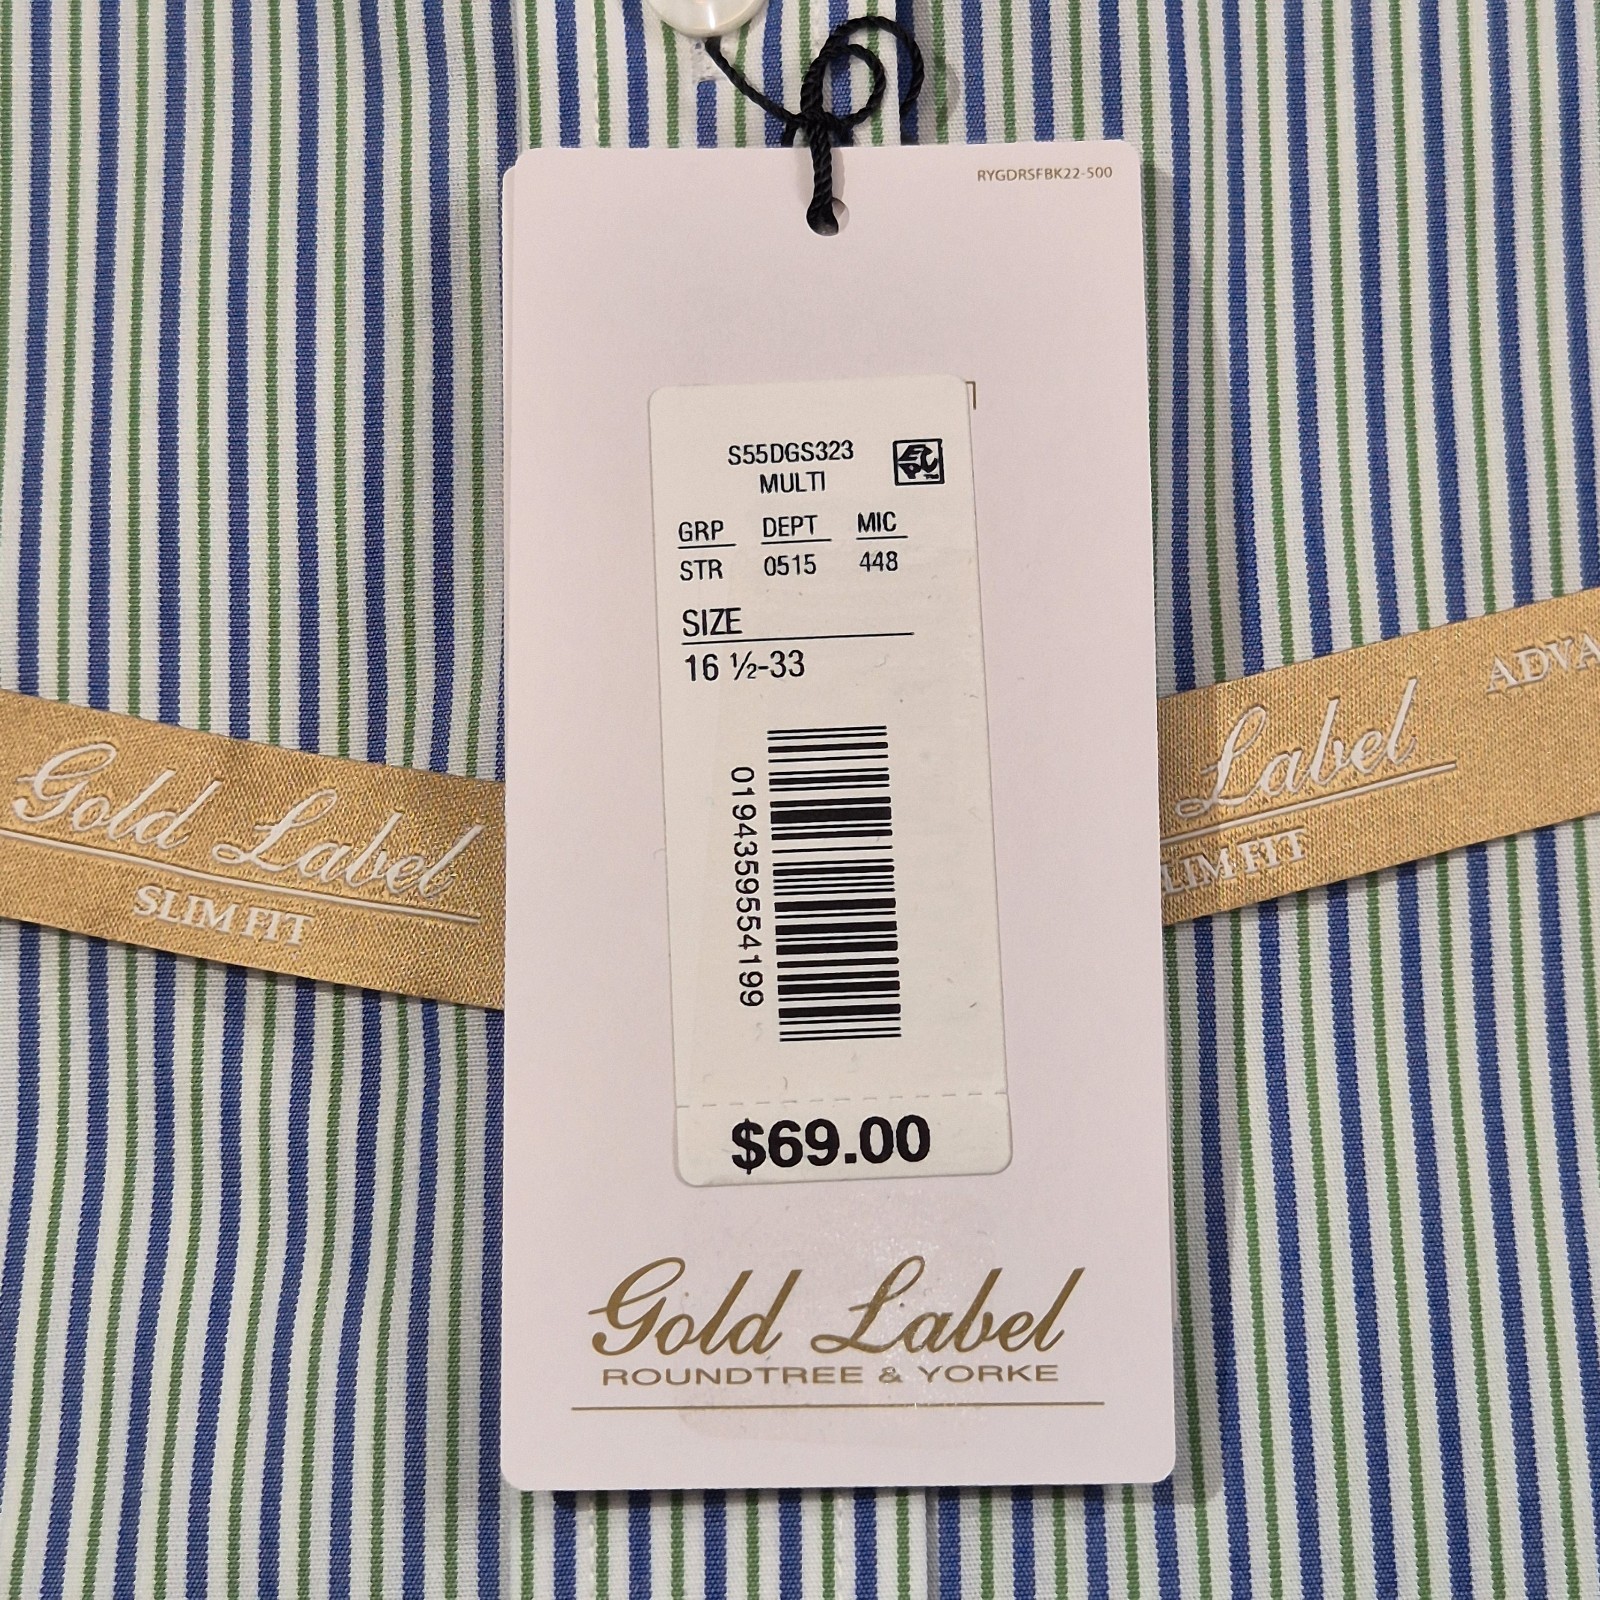 RYGDRSFBK22-500
S55DGS323
MULTI
GRP DEPT MIC
STR 0515 448
SIZE
16 ½-33
0194359554199
$69.00
Gold Label
ROUNDTREE & YORKE
Gold Label
SLIM FIT
Label
SLIM FIT